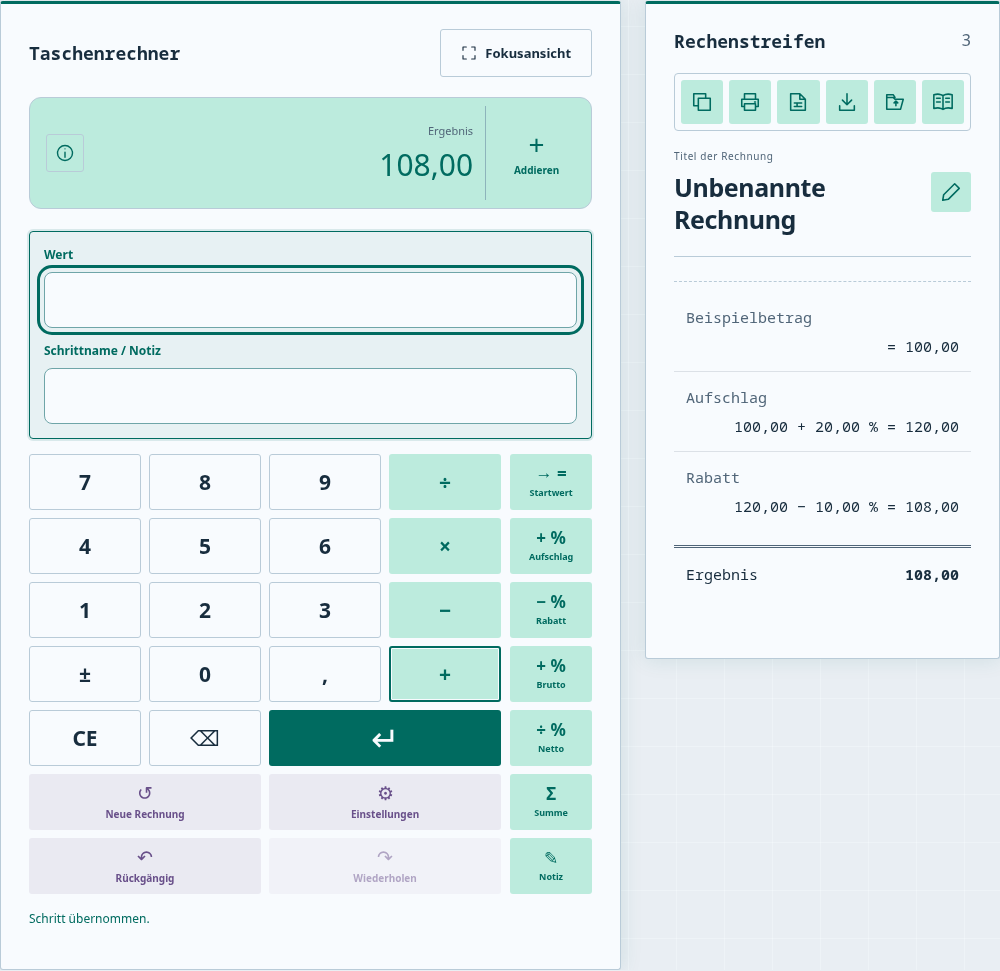 Taschenrechner
Fokusansicht
Ergebnis
108,00
+
Addieren
Wert
Schrittname / Notiz
7 8 9 ÷ → =
Startwert
4 5 6 × + %
Aufschlag
1 2 3 − − %
Rabatt
± 0 , + + %
Brutto
CE ⌫ ↵ ÷ %
Netto
↺ ⚙ Σ
Neue Rechnung Einstellungen Summe
↶ ↷ ✎
Rückgängig Wiederholen Notiz
Schritt übernommen.
Rechenstreifen 3
Titel der Rechnung
Unbenannte
Rechnung
Beispielbetrag
= 100,00
Aufschlag
100,00 + 20,00 % = 120,00
Rabatt
120,00 − 10,00 % = 108,00
Ergebnis 108,00